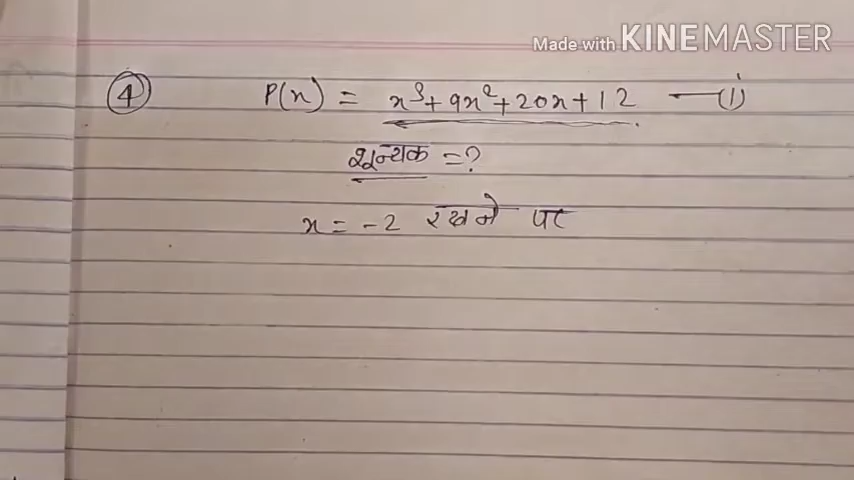 Made with KINEMASTER
④ P(x) = x³+9x²+20x+12 —(i)
शून्यक =?
x = -2 रखने पर